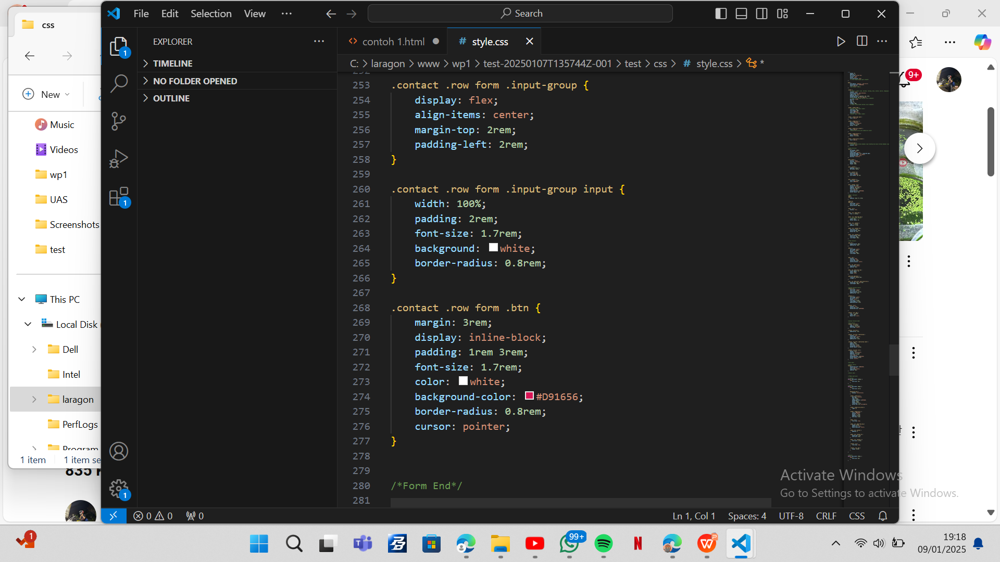 css
File Edit Selection View ··· Search
New
Music
Videos
wp1
UAS
Screenshots
test
This PC
Local Disk
Dell
Intel
laragon
PerfLogs
Program
1 item 1 item se
835
EXPLORER ···
TIMELINE
NO FOLDER OPENED
OUTLINE
1
1
1
contoh 1.html
# style.css
C: > laragon > www > wp1 > test-20250107T135744Z-001 > test > css > # style.css > *
253 .contact .row form .input-group {
254 display: flex;
255 align-items: center;
256 margin-top: 2rem;
257 padding-left: 2rem;
258 }
259
260 .contact .row form .input-group input {
261 width: 100%;
262 padding: 2rem;
263 font-size: 1.7rem;
264 background: white;
265 border-radius: 0.8rem;
266 }
267
268 .contact .row form .btn {
269 margin: 3rem;
270 display: inline-block;
271 padding: 1rem 3rem;
272 font-size: 1.7rem;
273 color: white;
274 background-color: #D91656;
275 border-radius: 0.8rem;
276 cursor: pointer;
277 }
278
279
280 /*Form End*/
281
0 0 0
Ln 1, Col 1 Spaces: 4 UTF-8 CRLF CSS
9+
Activate Windows
Go to Settings to activate Windows.
1
99+
19:18
09/01/2025